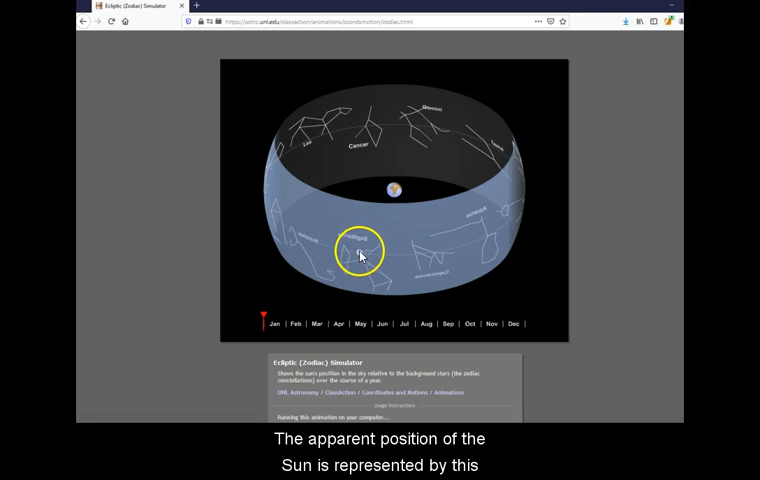 Ecliptic (Zodiac) Simulator
https://astro.unl.edu/classaction/animations/coordsmotion/zodiac.html
Gemini
Leo
Cancer
Taurus
Aquarius
Scorpius
Sagittarius
Capricornus
Jan | Feb | Mar | Apr | May | Jun | Jul | Aug | Sep | Oct | Nov | Dec |
Ecliptic (Zodiac) Simulator
Shows the sun's position in the sky relative to the background stars (the zodiac
constellations) over the course of a year.
UNL Astronomy / ClassAction / Coordinates and Motions / Animations
Usage Instructions
Running this animation on your computer...
The apparent position of the
Sun is represented by this